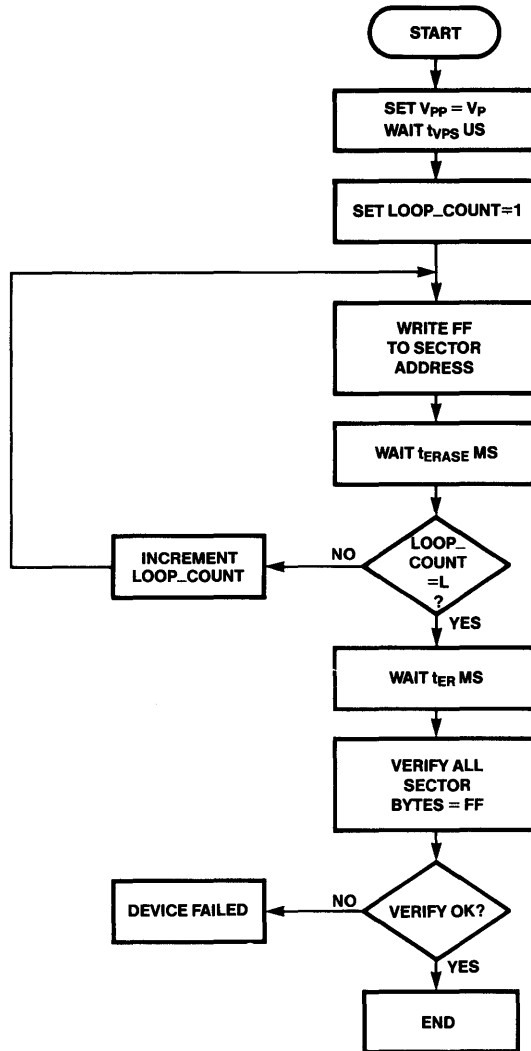 START
SET VPP = VP
WAIT tVPS US
SET LOOP_COUNT=1
WRITE FF
TO SECTOR
ADDRESS
WAIT tERASE MS
LOOP_
COUNT
=L
?
NO
INCREMENT
LOOP_COUNT
YES
WAIT tER MS
VERIFY ALL
SECTOR
BYTES = FF
VERIFY OK?
NO
DEVICE FAILED
YES
END